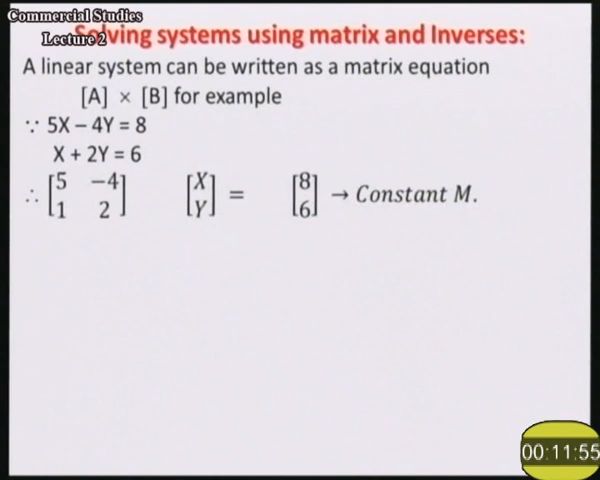 Commercial Studies
Lecture 2
Solving systems using matrix and Inverses:
A linear system can be written as a matrix equation
[A] × [B] for example
∵ 5X – 4Y = 8
X + 2Y = 6
∴ [5 −4] [X] = [8] → Constant M.
[1 2] [Y] [6]
00:11:55